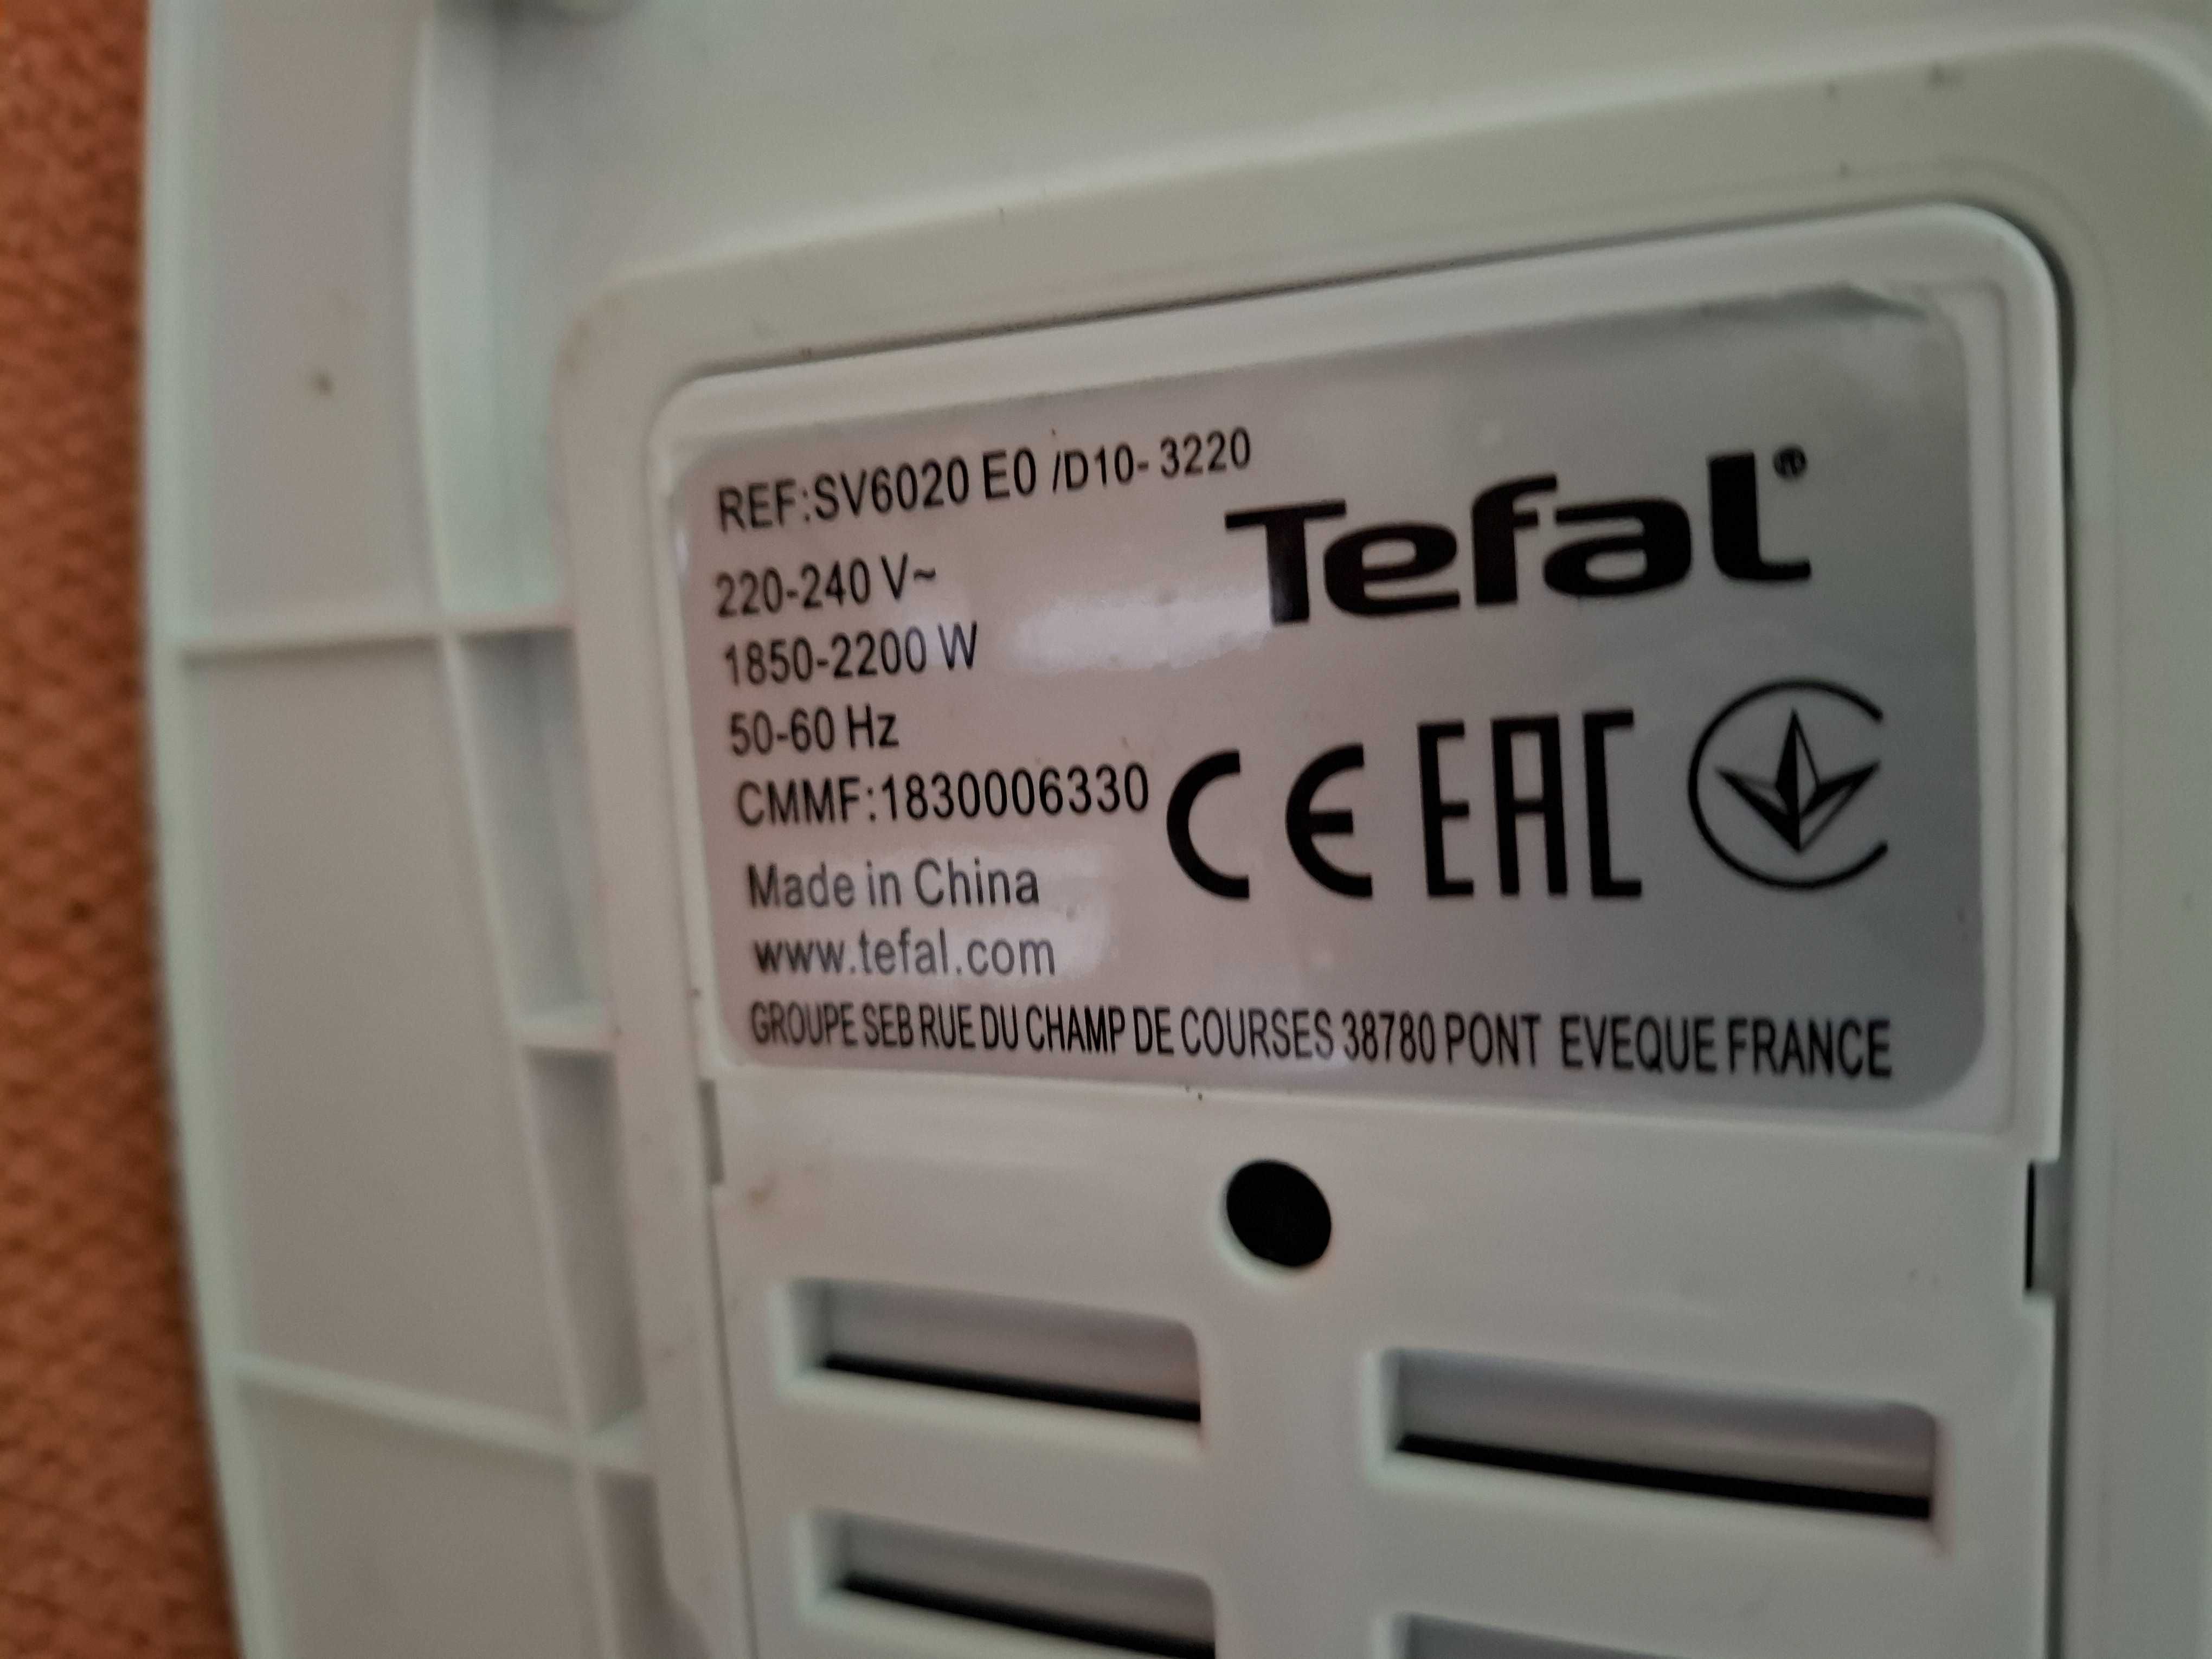 REF:SV6020 E0 /D10-3220
Tefal®
220-240 V~
1850-2200 W
50-60 Hz
CMMF:1830006330
CE EAC
Made in China
www.tefal.com
GROUPE SEB RUE DU CHAMP DE COURSES 38780 PONT EVEQUE FRANCE